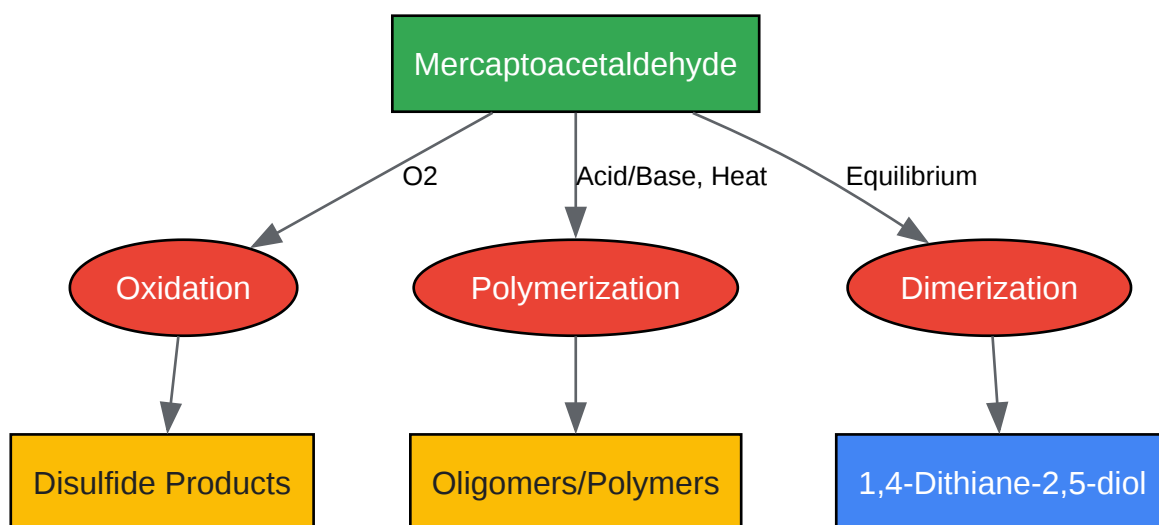 Mercaptoacetaldehyde
O2
Acid/Base, Heat
Equilibrium
Oxidation
Polymerization
Dimerization
Disulfide Products
Oligomers/Polymers
1,4-Dithiane-2,5-diol